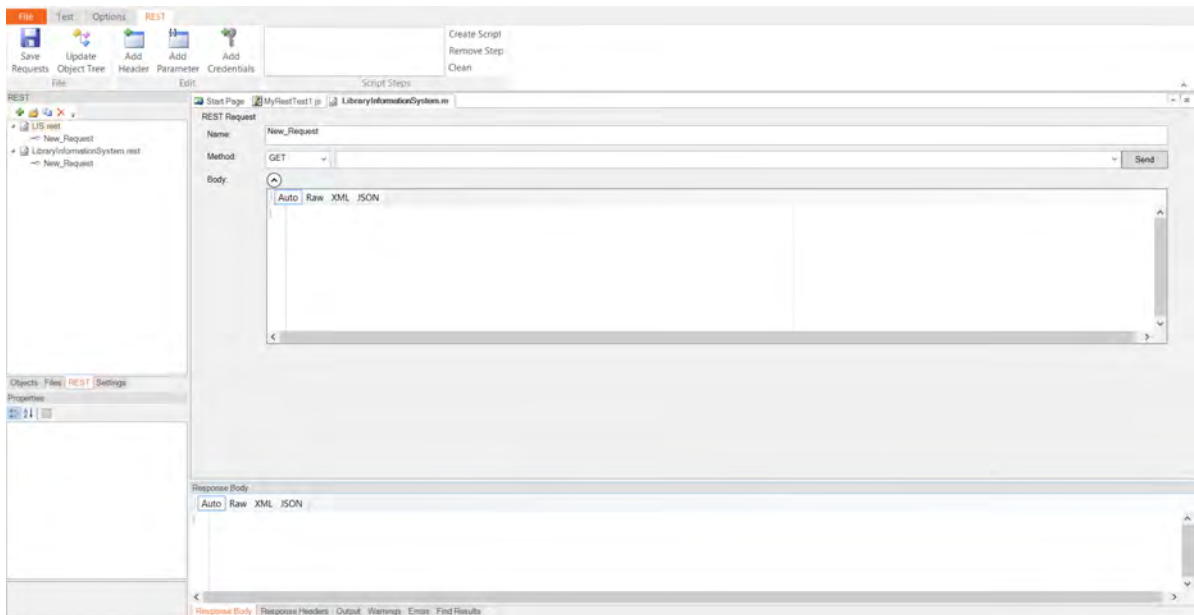 File Test Options REST
Save Requests
Update Object Tree
Add Header
Add Parameter
Add Credentials
Create Script
Remove Step
Clean
File Edit Script Steps
REST
Start Page MyRestTest1.js LibraryInformationSystem.re
LIS.rest
New_Request
LibraryInformationSystem.rest
New_Request
REST Request
Name: New_Request
Method: GET Send
Body:
Auto Raw XML JSON
Objects Files REST Settings
Properties
Response Body
Auto Raw XML JSON
Response Body Response Headers Output Warnings Errors Find Results